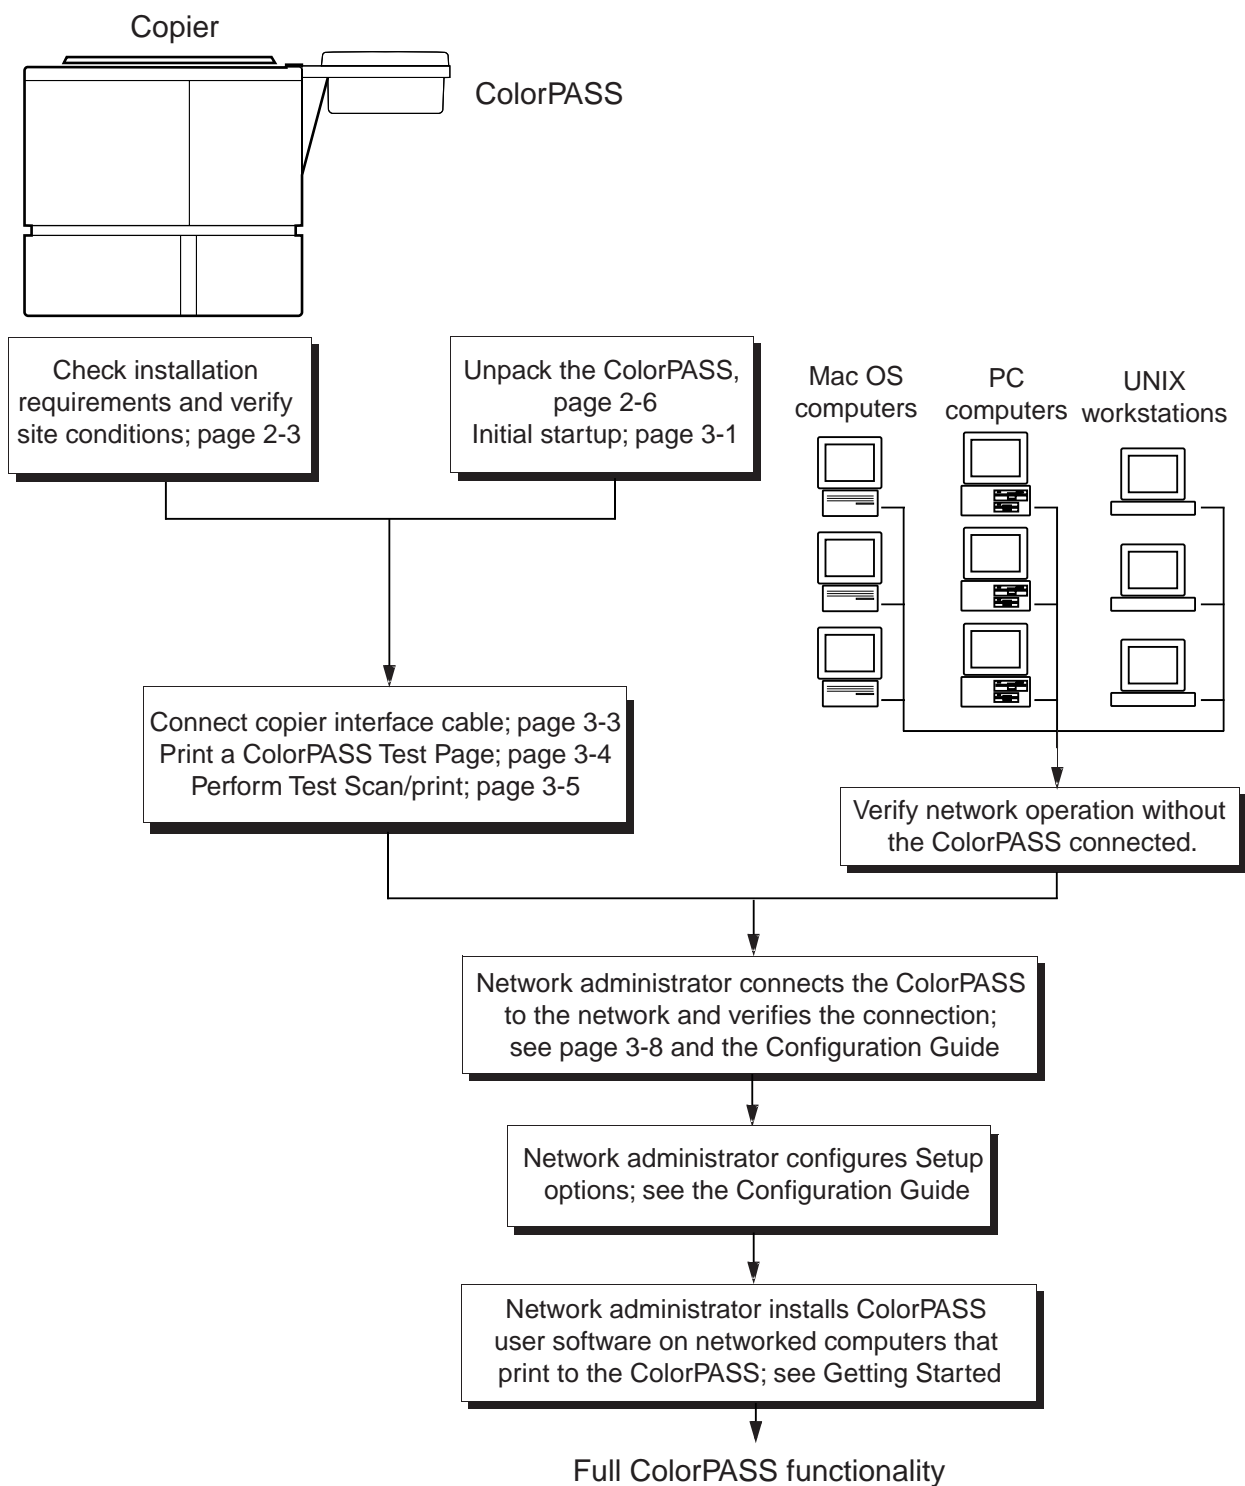 Copier
ColorPASS
Check installation
requirements and verify
site conditions; page 2-3
Unpack the ColorPASS,
page 2-6
Initial startup; page 3-1
Mac OS
computers
PC
computers
UNIX
workstations
Connect copier interface cable; page 3-3
Print a ColorPASS Test Page; page 3-4
Perform Test Scan/print; page 3-5
Verify network operation without
the ColorPASS connected.
Network administrator connects the ColorPASS
to the network and verifies the connection;
see page 3-8 and the Configuration Guide
Network administrator configures Setup
options; see the Configuration Guide
Network administrator installs ColorPASS
user software on networked computers that
print to the ColorPASS; see Getting Started
Full ColorPASS functionality